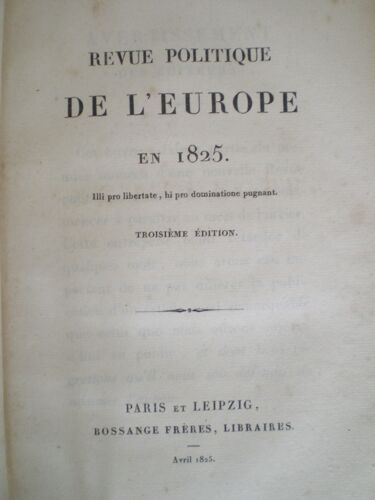 REVUE POLITIQUE
DE L'EUROPE
EN 1825.
Illi pro libertate, hi pro dominatione pugnant.
TROISIÈME ÉDITION.
PARIS ET LEIPZIG,
BOSSANGE FRÈRES, LIBRAIRES.
Avril 1825.